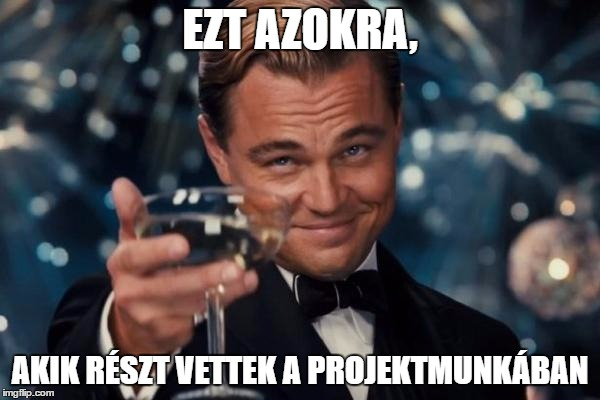 EZT AZOKRA,
AKIK RÉSZT VETTEK A PROJEKTMUNKÁBAN
imgflip.com